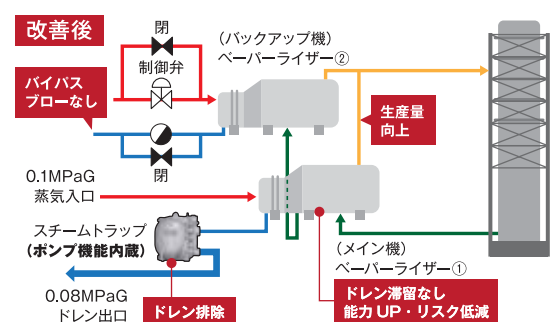 改善後
閉
制御弁
(バックアップ機)
ベーパーライザー②
バイパス
ブローなし
閉
生産量
向上
0.1MPaG
蒸気入口
スチームトラップ
(ポンプ機能内蔵)
(メイン機)
ベーパーライザー①
0.08MPaG
ドレン出口
ドレン排除
ドレン滞留なし
能力UP・リスク低減